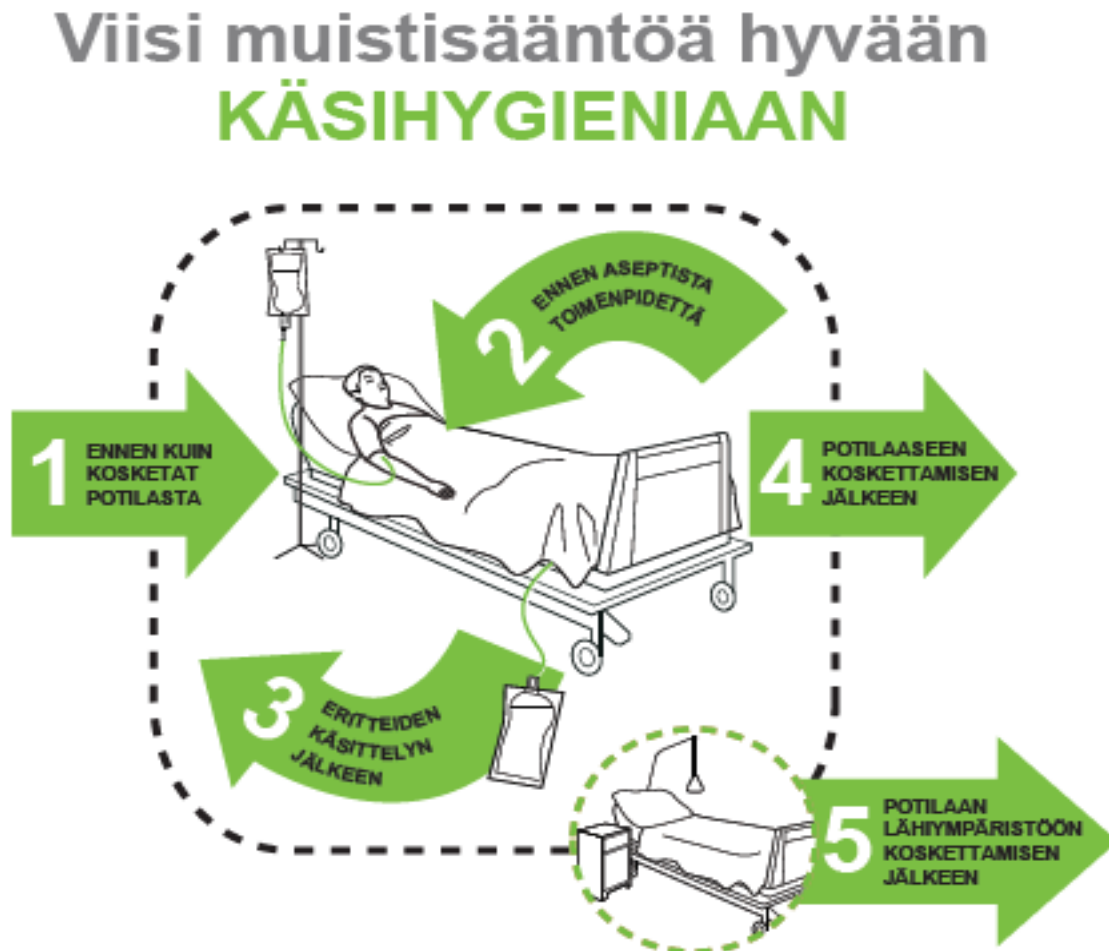 Viisi muistisääntöä hyvään
KÄSIHYGIENIAAN
1
ENNEN KUIN
KOSKETAT
POTILASTA
2
ENNEN ASEPTISTA
TOIMENPIDETTÄ
3
ERITTEIDEN
KÄSITTELYN
JÄLKEEN
4
POTILAASEEN
KOSKETTAMISEN
JÄLKEEN
5
POTILAAN
LÄHIYMPÄRISTÖÖN
KOSKETTAMISEN
JÄLKEEN